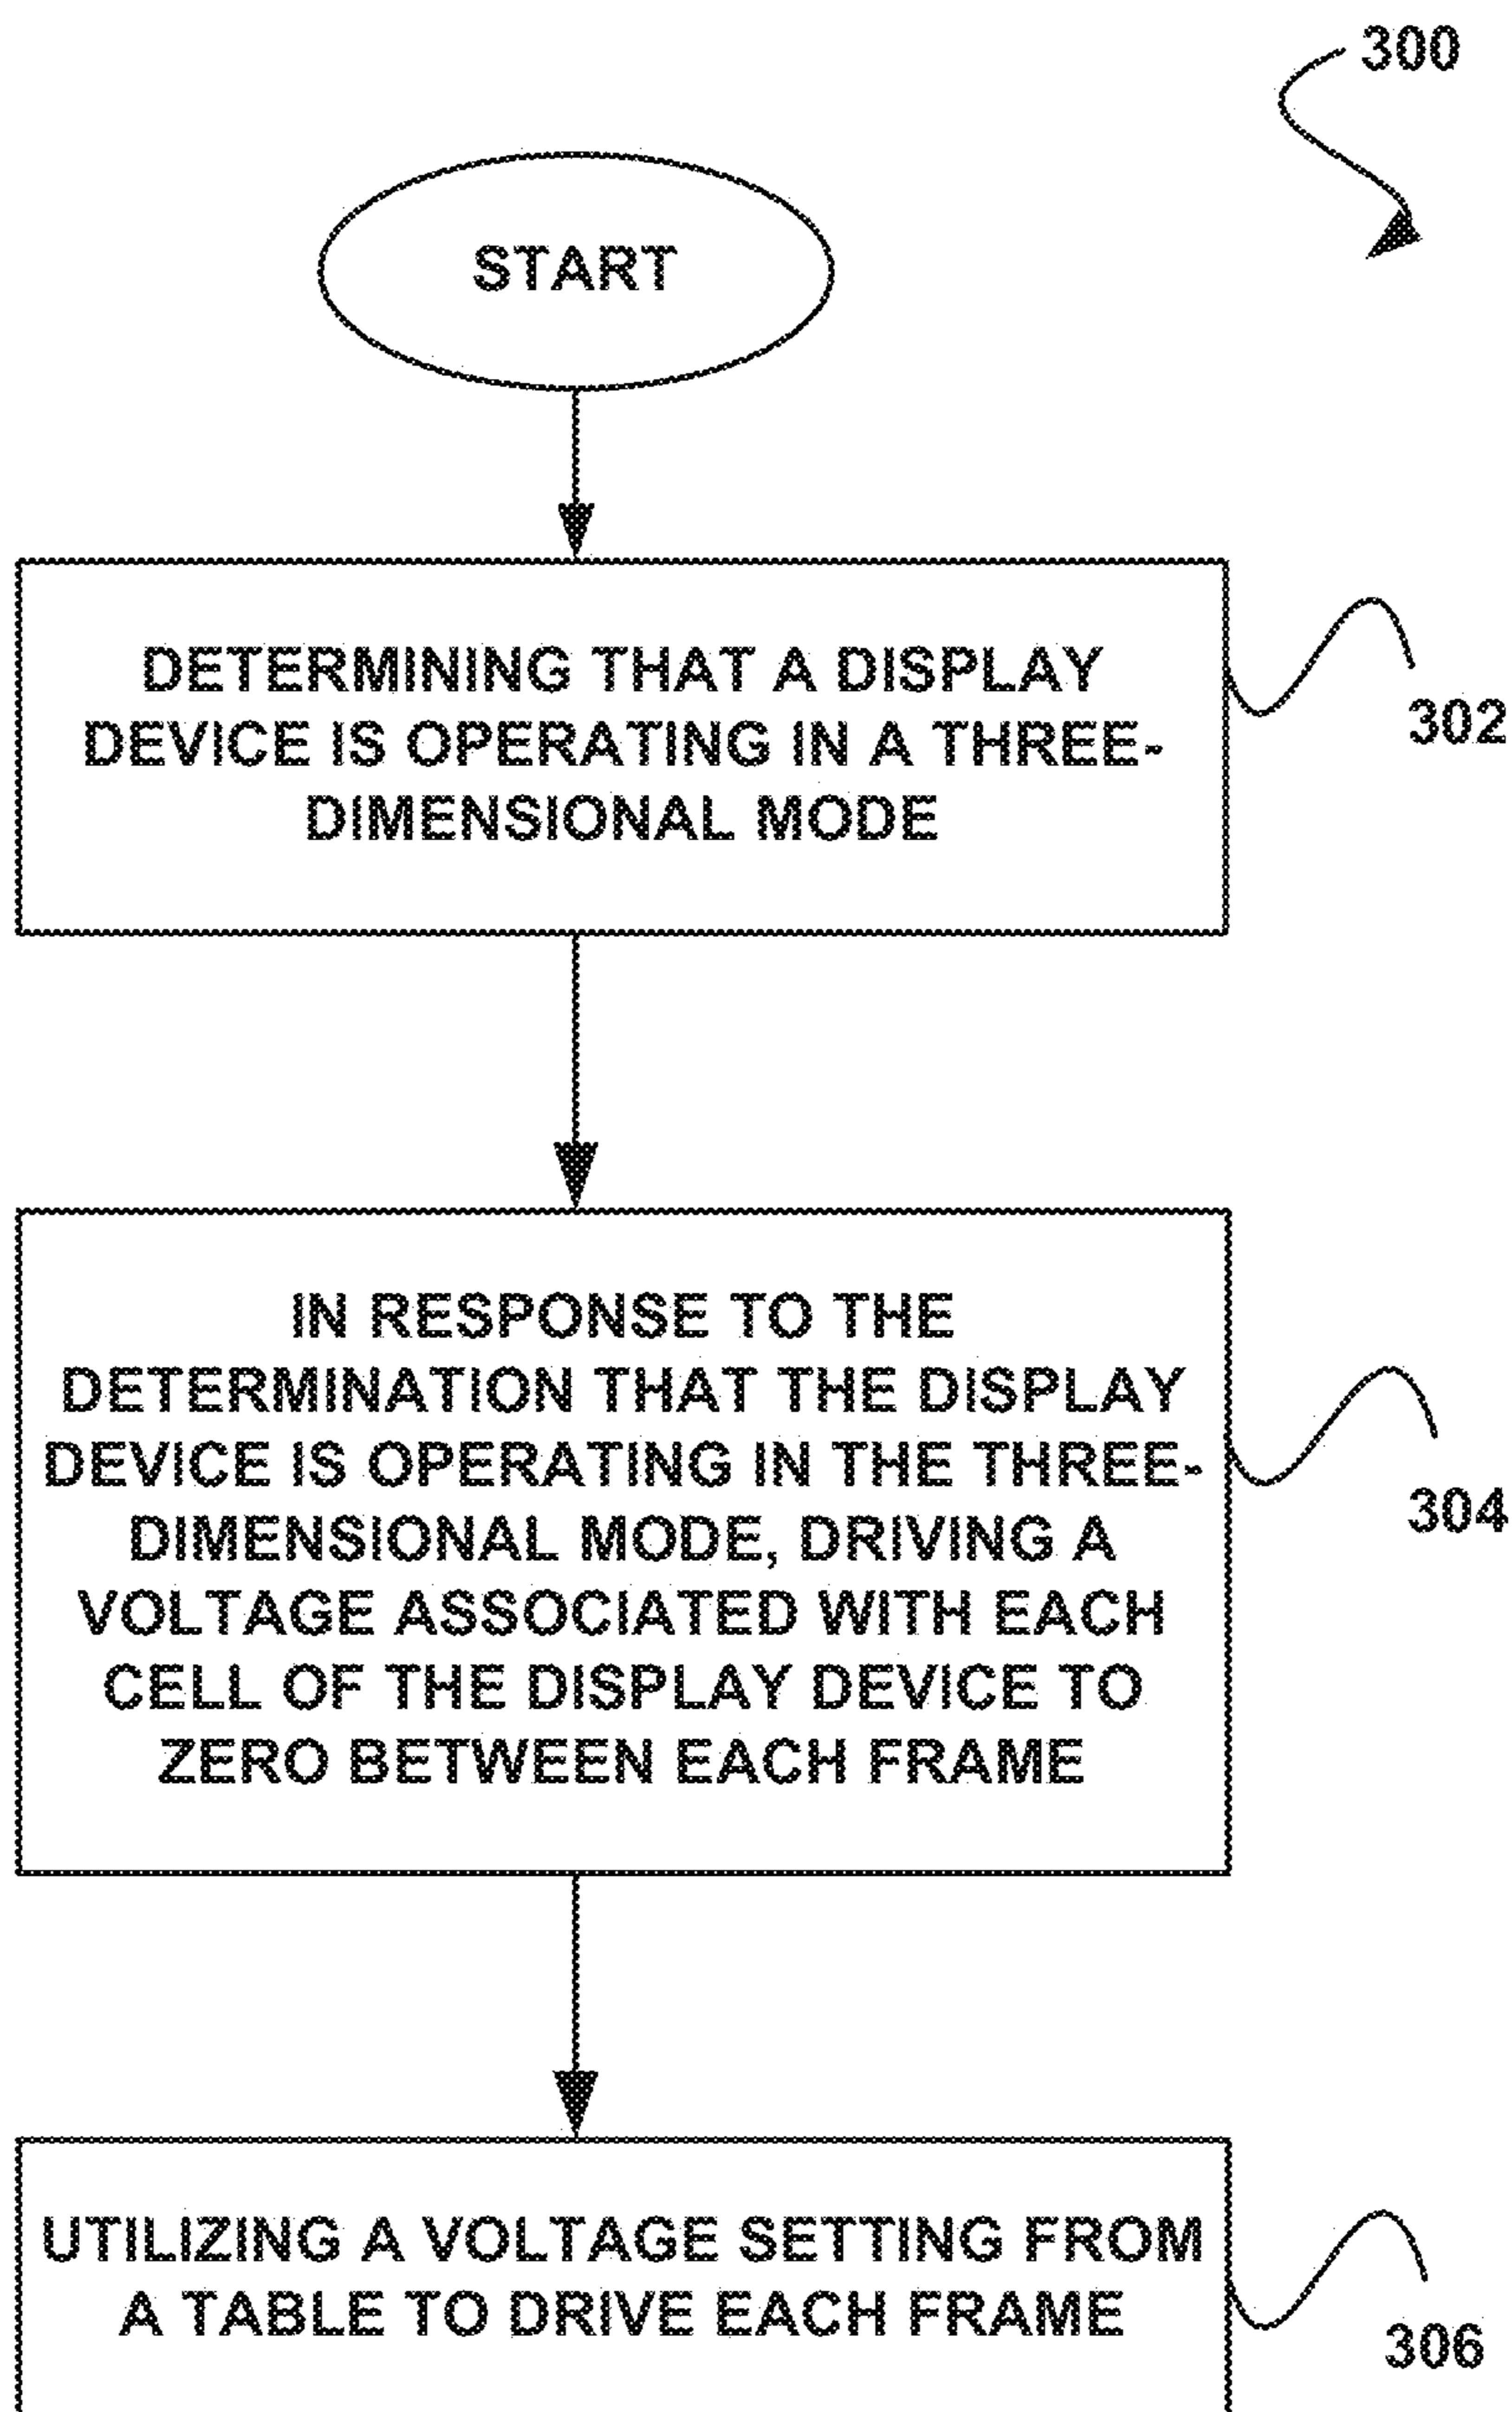 300
START
DETERMINING THAT A DISPLAY
DEVICE IS OPERATING IN A THREE-
DIMENSIONAL MODE
302
IN RESPONSE TO THE
DETERMINATION THAT THE DISPLAY
DEVICE IS OPERATING IN THE THREE-
DIMENSIONAL MODE, DRIVING A
VOLTAGE ASSOCIATED WITH EACH
CELL OF THE DISPLAY DEVICE TO
ZERO BETWEEN EACH FRAME
304
UTILIZING A VOLTAGE SETTING FROM
A TABLE TO DRIVE EACH FRAME
306